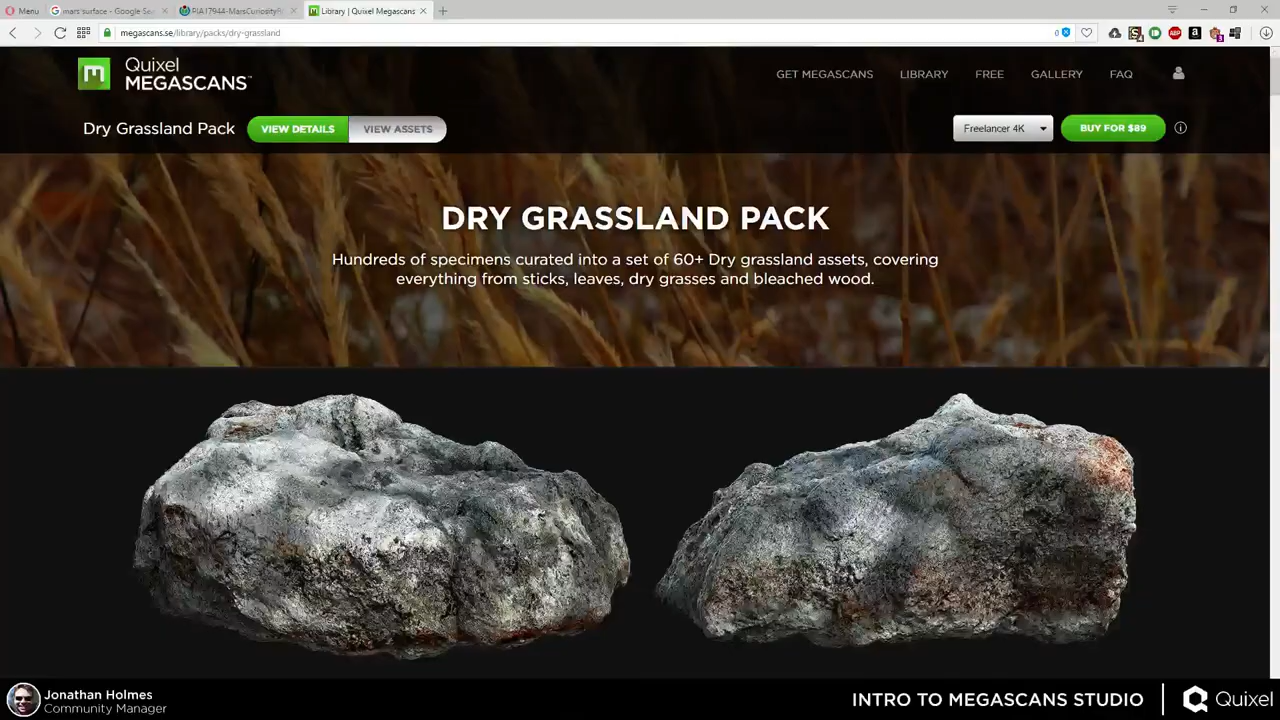 Menu
mars surface - Google Sea
PIA17944-MarsCuriosityR
Library | Quixel Megascans
megascans.se/library/packs/dry-grassland
0
Quixel
MEGASCANS
GET MEGASCANS
LIBRARY
FREE
GALLERY
FAQ
Dry Grassland Pack
VIEW DETAILS
VIEW ASSETS
Freelancer 4K
BUY FOR $89
DRY GRASSLAND PACK
Hundreds of specimens curated into a set of 60+ Dry grassland assets, covering
everything from sticks, leaves, dry grasses and bleached wood.
Jonathan Holmes
Community Manager
INTRO TO MEGASCANS STUDIO
Quixel